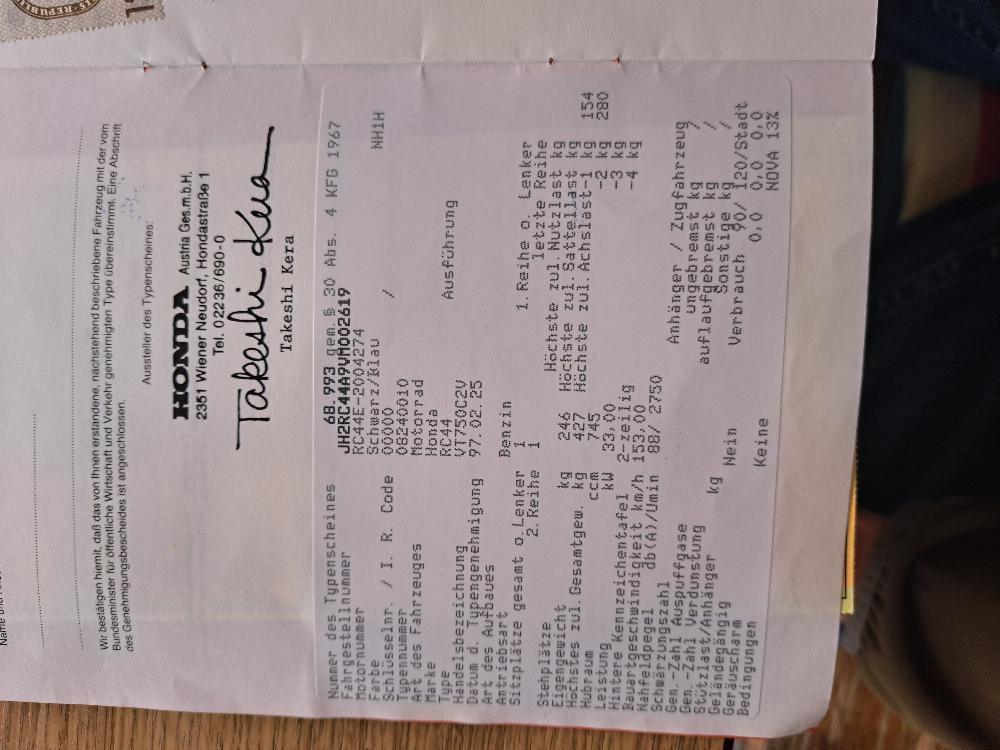 S·REPUBLIK
Wir bestätigen hiemit, daß das von Ihnen erstandene, nachstehend beschriebene Fahrzeug mit der vom
Bundesminister für öffentliche Wirtschaft und Verkehr genehmigten Type übereinstimmt. Eine Abschrift
des Genehmigungsbescheides ist angeschlossen.
Aussteller des Typenscheines:
HONDA Austria Ges.m.b.H.
2351 Wiener Neudorf, Hondastraße 1
Tel. 02236/690-0
Takeshi Kera
Takeshi Kera
Nummer des Typenscheines 68.993 gem. § 30 Abs. 4 KFG 1967
Fahrgestellnummer JH2RC44A9VM002619
Motornummer RC44E-2004274
Farbe Schwarz/Blau NH1H
Schlüsselnr. / I. R. Code 00000 /
Typennummer 08240010
Art des Fahrzeuges Motorrad
Marke Honda
Type RC44 Ausführung
Handelsbezeichnung VT750C2V
Datum d. Typengenehmigung 97.02.25
Art des Aufbaues
Antriebsart Benzin
Sitzplätze gesamt o. Lenker 1 1. Reihe o. Lenker
2. Reihe 1 letzte Reihe
Stehplätze Höchste zul. Nutzlast kg
Eigengewicht kg 246 Höchste zul. Sattellast kg
Höchstes zul. Gesamtgew. kg 427 Höchste zul. Achslast-1 kg 154
Hubraum ccm 745 -2 kg 280
Leistung kW 33,00 -3 kg
Hintere Kennzeichentafel 2-zeilig -4 kg
Bauartgeschwindigkeit km/h 153,00
Nahfeldpegel db(A)/Umin 88/ 2750
Schwärzungszahl Anhänger / Zugfahrzeug
Gen.-Zahl Auspuffgase ungebremst kg /
Gen.-Zahl Verdunstung auflaufgebremst kg /
Stützlast/Anhänger kg Sonstige kg /
Geländegängig Nein Verbrauch 90/ 120/Stadt
Geräuscharm 0,0 0,0 0,0
Bedingungen Keine NOVA 13%